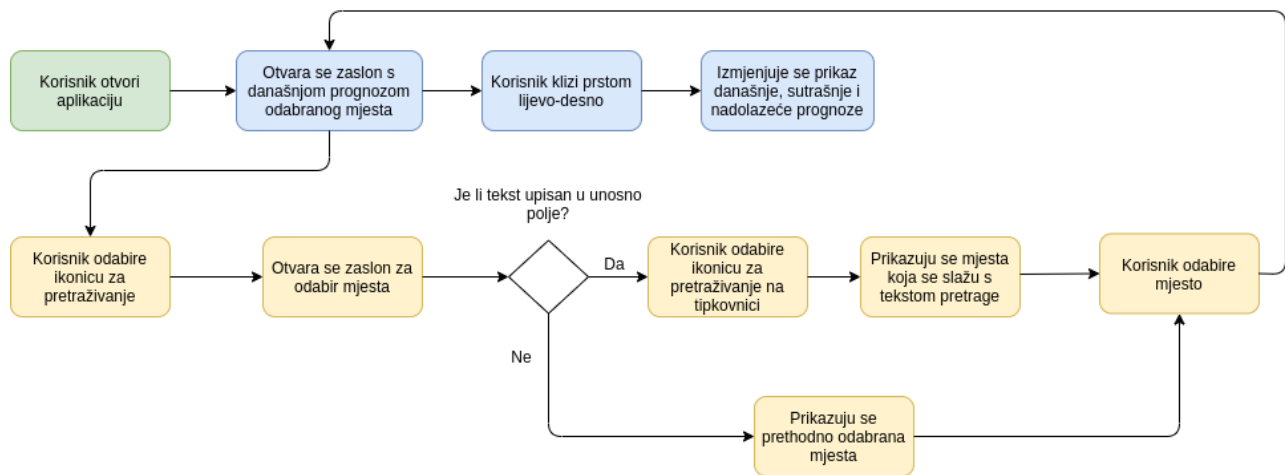 Korisnik otvori
aplikaciju
Otvara se zaslon s
današnjom prognozom
odabranog mjesta
Korisnik klizi prstom
lijevo-desno
Izmjenjuje se prikaz
današnje, sutrašnje i
nadolazeće prognoze
Je li tekst upisan u unosno
polje?
Korisnik odabire
ikonicu za
pretraživanje
Otvara se zaslon za
odabir mjesta
Da
Korisnik odabire
ikonicu za
pretraživanje na
tipkovnici
Prikazuju se mjesta
koja se slažu s
tekstom pretrage
Korisnik odabire
mjesto
Ne
Prikazuju se
prethodno odabrana
mjesta